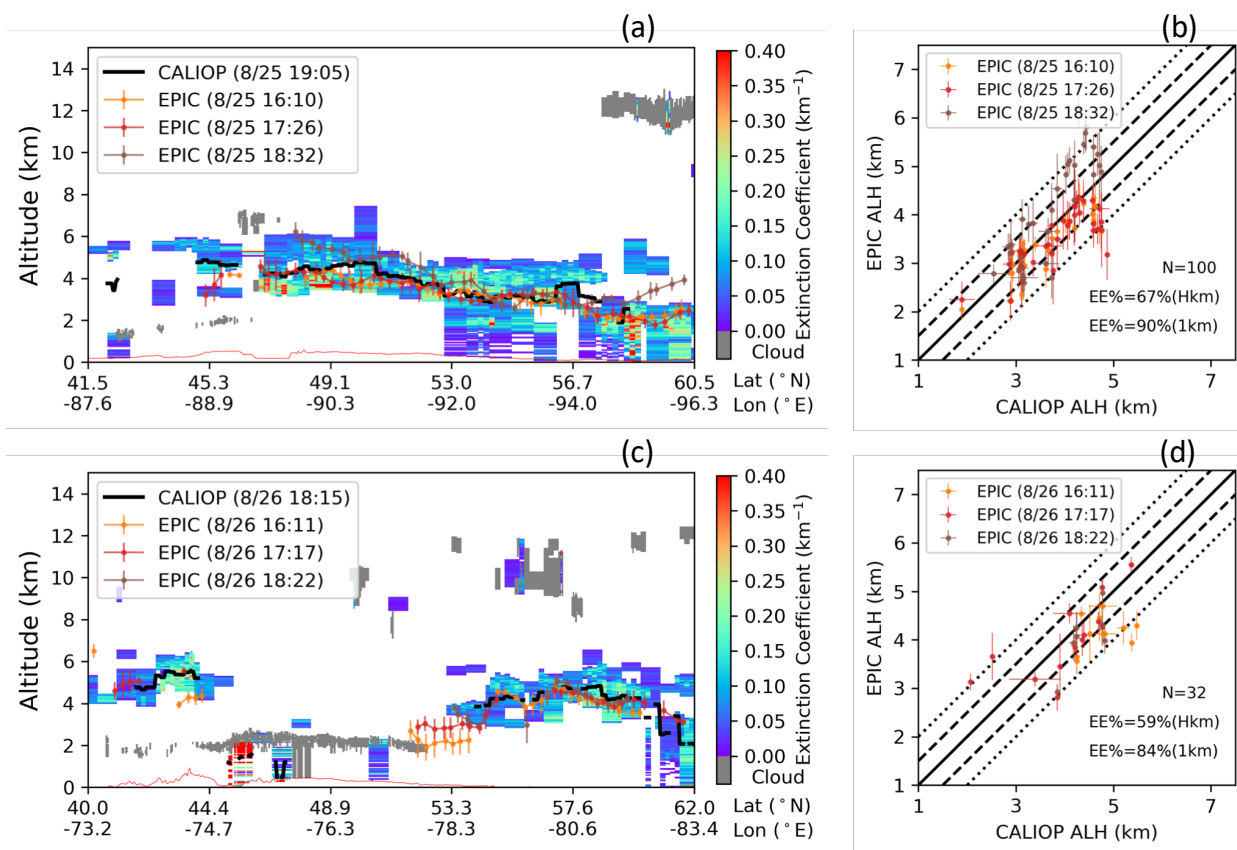 (a)
CALIOP (8/25 19:05)
EPIC (8/25 16:10)
EPIC (8/25 17:26)
EPIC (8/25 18:32)
Altitude (km)
14
12
10
8
6
4
2
0
41.5 45.3 49.1 53.0 56.7 60.5 Lat (°N)
-87.6 -88.9 -90.3 -92.0 -94.0 -96.3 Lon (°E)
0.40
0.35
0.30
0.25
0.20
0.15
0.10
0.05
0.00
Cloud
Extinction Coefficient (km⁻¹)
(b)
EPIC (8/25 16:10)
EPIC (8/25 17:26)
EPIC (8/25 18:32)
EPIC ALH (km)
7
6
5
4
3
2
1
N=100
EE%=67%(Hkm)
EE%=90%(1km)
1 3 5 7
CALIOP ALH (km)
(c)
CALIOP (8/26 18:15)
EPIC (8/26 16:11)
EPIC (8/26 17:17)
EPIC (8/26 18:22)
Altitude (km)
14
12
10
8
6
4
2
0
40.0 44.4 48.9 53.3 57.6 62.0 Lat (°N)
-73.2 -74.7 -76.3 -78.3 -80.6 -83.4 Lon (°E)
0.40
0.35
0.30
0.25
0.20
0.15
0.10
0.05
0.00
Cloud
Extinction Coefficient (km⁻¹)
(d)
EPIC (8/26 16:11)
EPIC (8/26 17:17)
EPIC (8/26 18:22)
EPIC ALH (km)
7
6
5
4
3
2
1
N=32
EE%=59%(Hkm)
EE%=84%(1km)
1 3 5 7
CALIOP ALH (km)